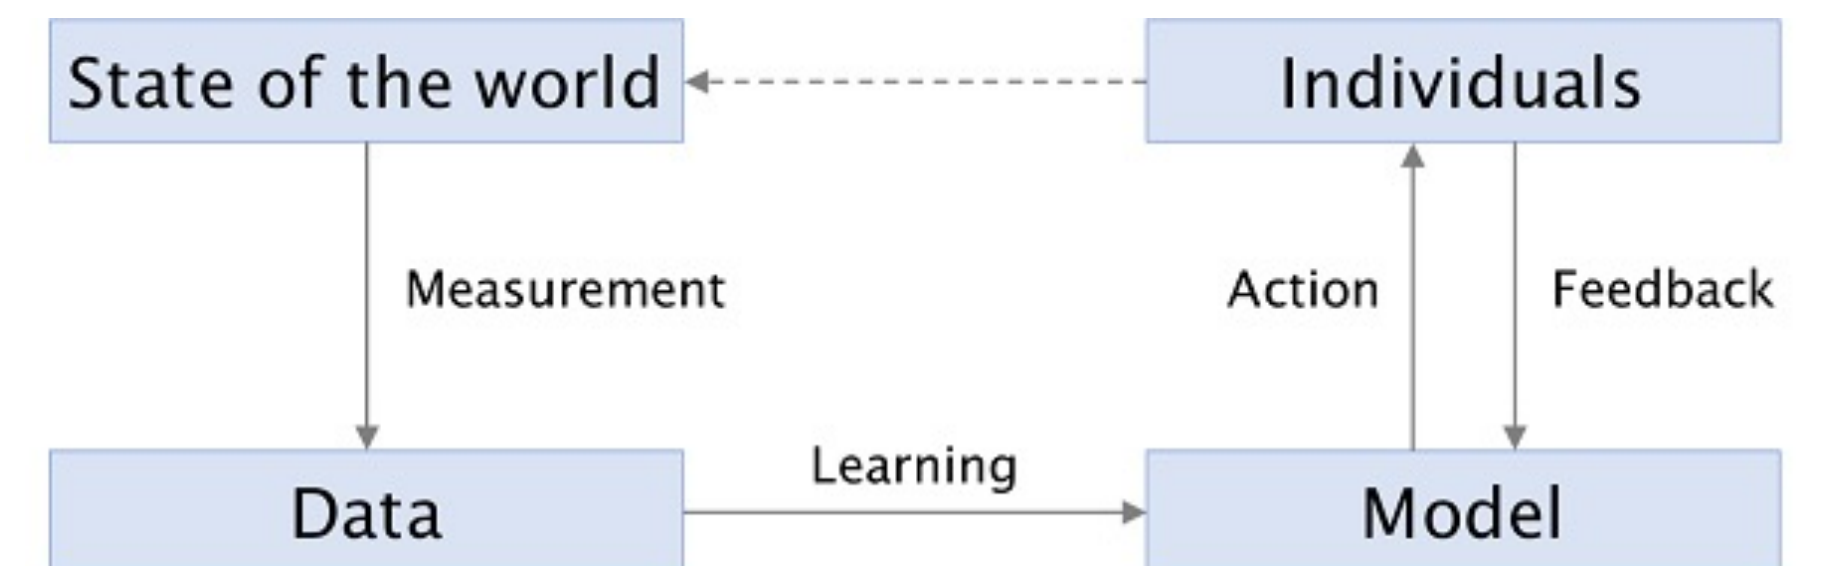 State of the world
Individuals
Measurement
Action
Feedback
Learning
Data
Model